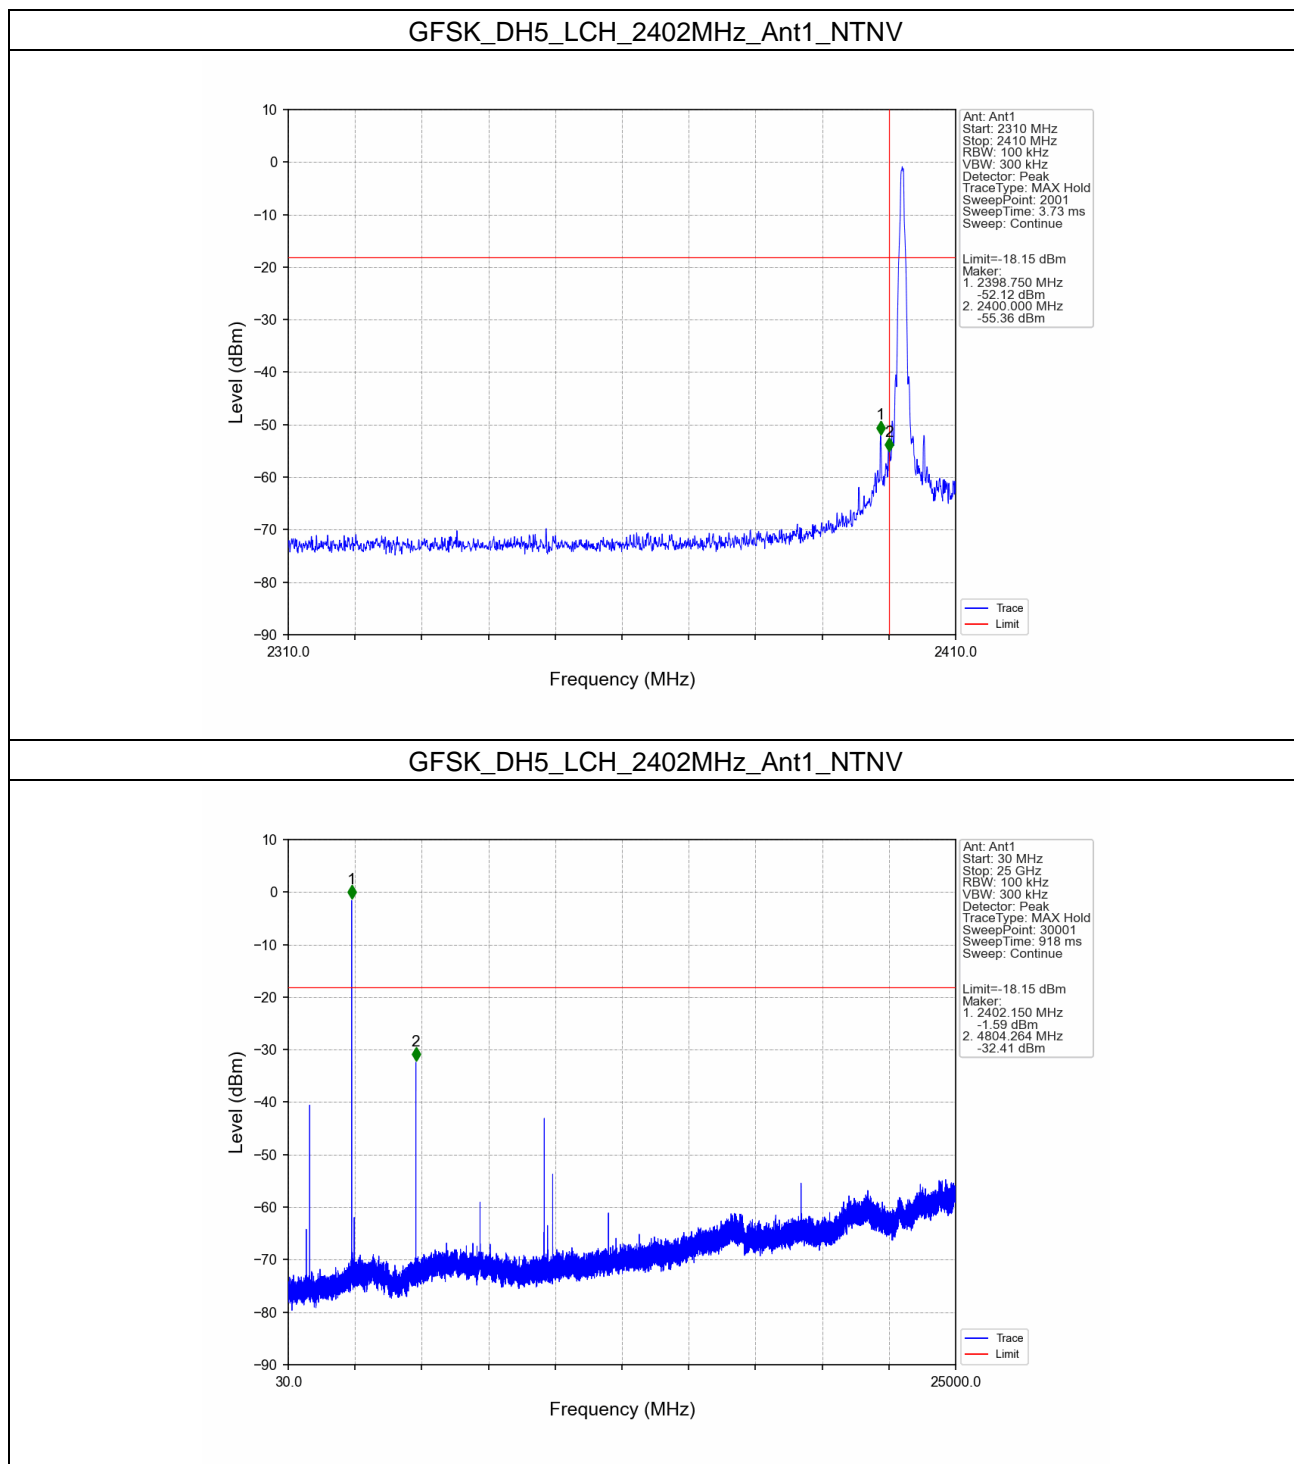 GFSK_DH5_LCH_2402MHz_Ant1_NTNV
10
0
−10
−20
−30
−40
−50
−60
−70
−80
−90
Level (dBm)
1
2
2310.0
2410.0
Frequency (MHz)
Ant: Ant1
Start: 2310 MHz
Stop: 2410 MHz
RBW: 100 kHz
VBW: 300 kHz
Detector: Peak
TraceType: MAX Hold
SweepPoint: 2001
SweepTime: 3.73 ms
Sweep: Continue
Limit=-18.15 dBm
Maker:
1. 2398.750 MHz
-52.12 dBm
2. 2400.000 MHz
-55.36 dBm
Trace
Limit
GFSK_DH5_LCH_2402MHz_Ant1_NTNV
10
0
−10
−20
−30
−40
−50
−60
−70
−80
−90
Level (dBm)
1
2
30.0
25000.0
Frequency (MHz)
Ant: Ant1
Start: 30 MHz
Stop: 25 GHz
RBW: 100 kHz
VBW: 300 kHz
Detector: Peak
TraceType: MAX Hold
SweepPoint: 30001
SweepTime: 918 ms
Sweep: Continue
Limit=-18.15 dBm
Maker:
1. 2402.150 MHz
-1.59 dBm
2. 4804.264 MHz
-32.41 dBm
Trace
Limit